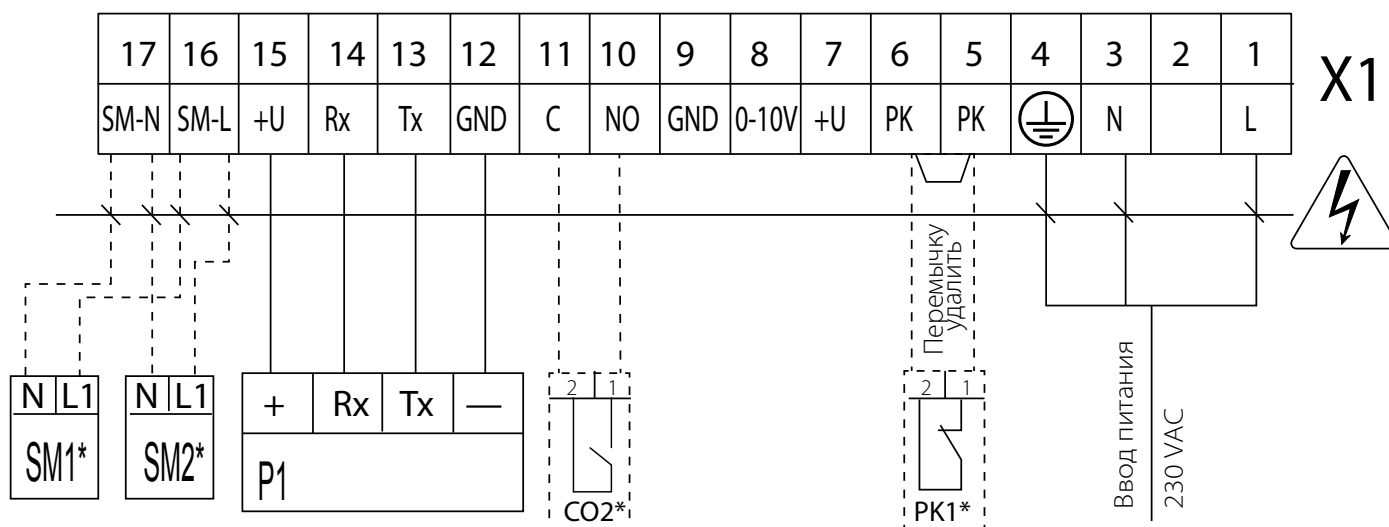 17 16 15 14 13 12 11 10 9 8 7 6 5 4 3 2 1
X1
SM-N SM-L +U Rx Tx GND C NO GND 0-10V +U PK PK N L
Перемычку
удалить
N L1 N L1 + Rx Tx — 2 1 2 1
SM1* SM2* P1
CO2* PK1*
Ввод питания
230 VAC